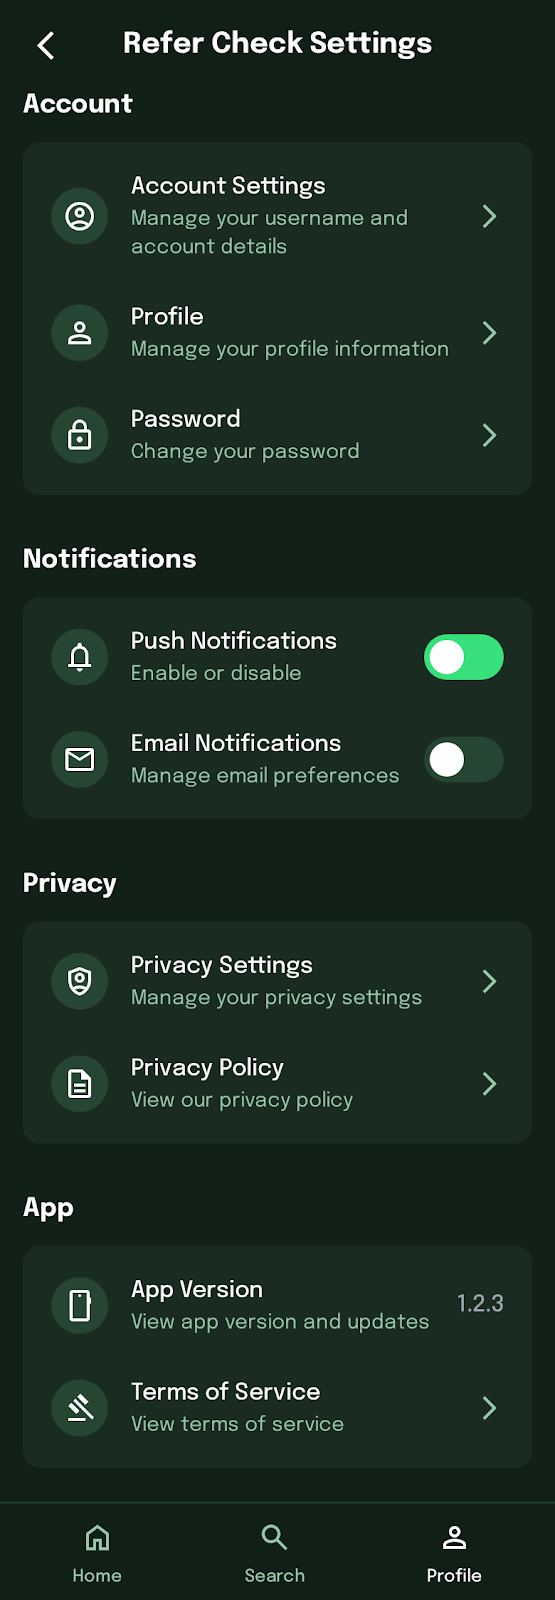 Refer Check Settings
Account
Account Settings
Manage your username and
account details
Profile
Manage your profile information
Password
Change your password
Notifications
Push Notifications
Enable or disable
Email Notifications
Manage email preferences
Privacy
Privacy Settings
Manage your privacy settings
Privacy Policy
View our privacy policy
App
App Version
1.2.3
View app version and updates
Terms of Service
View terms of service
Home
Search
Profile